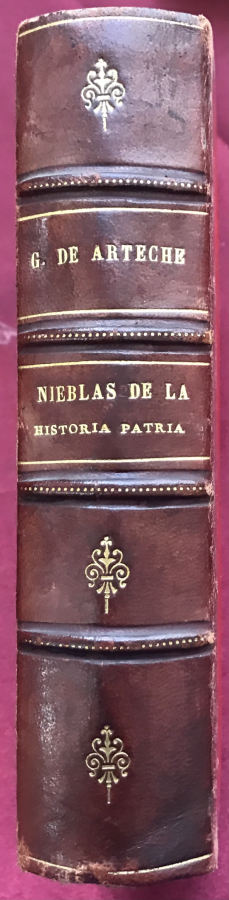 G. DE ARTECHE
NIEBLAS DE LA
HISTORIA PATRIA